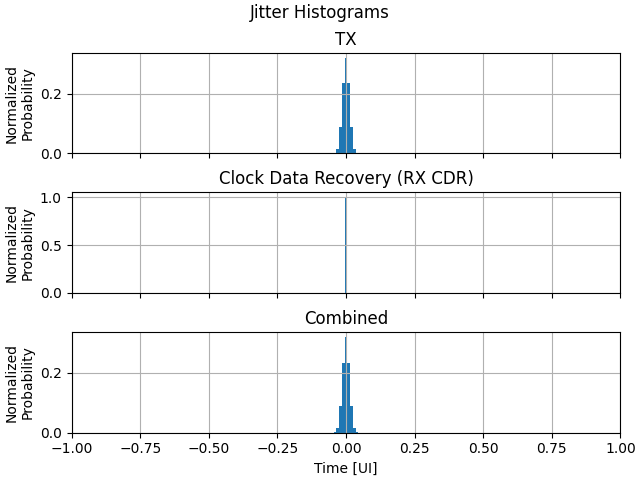 Jitter Histograms
TX
Normalized
Probability
0.2
0.0
Clock Data Recovery (RX CDR)
Normalized
Probability
1.0
0.5
0.0
Combined
Normalized
Probability
0.2
0.0
−1.00 −0.75 −0.50 −0.25 0.00 0.25 0.50 0.75 1.00
Time [UI]